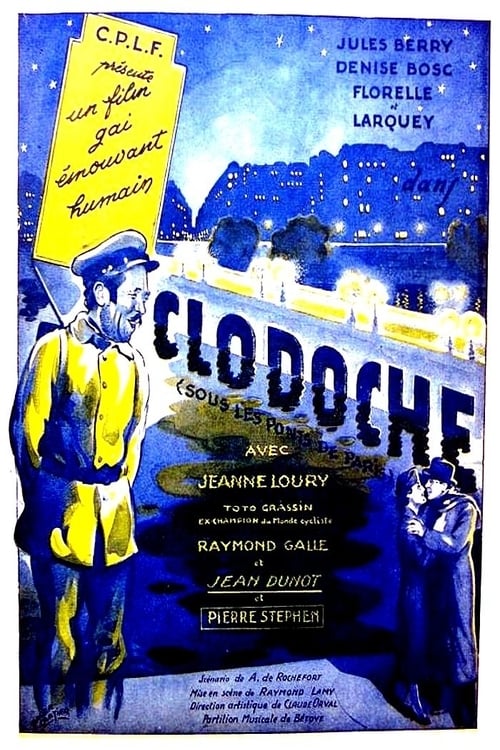 C.P.L.F.
présente
un film
gai
émouvant
humain
JULES BERRY
DENISE BOSC
FLORELLE
et
LARQUEY
dans
CLODOCHE
(SOUS LES PONTS DE PARIS)
AVEC
JEANNE LOURY
TOTO GRASSIN
EX-CHAMPION du Monde cycliste
RAYMOND GALLE
et
JEAN DUNOT
et
PIERRE STEPHEN
Scénario de A. de ROCHEFORT
Mise en scène de RAYMOND LAMY
Direction artistique de CLAUDE ORVAL
Partition Musicale de BÉTOVE